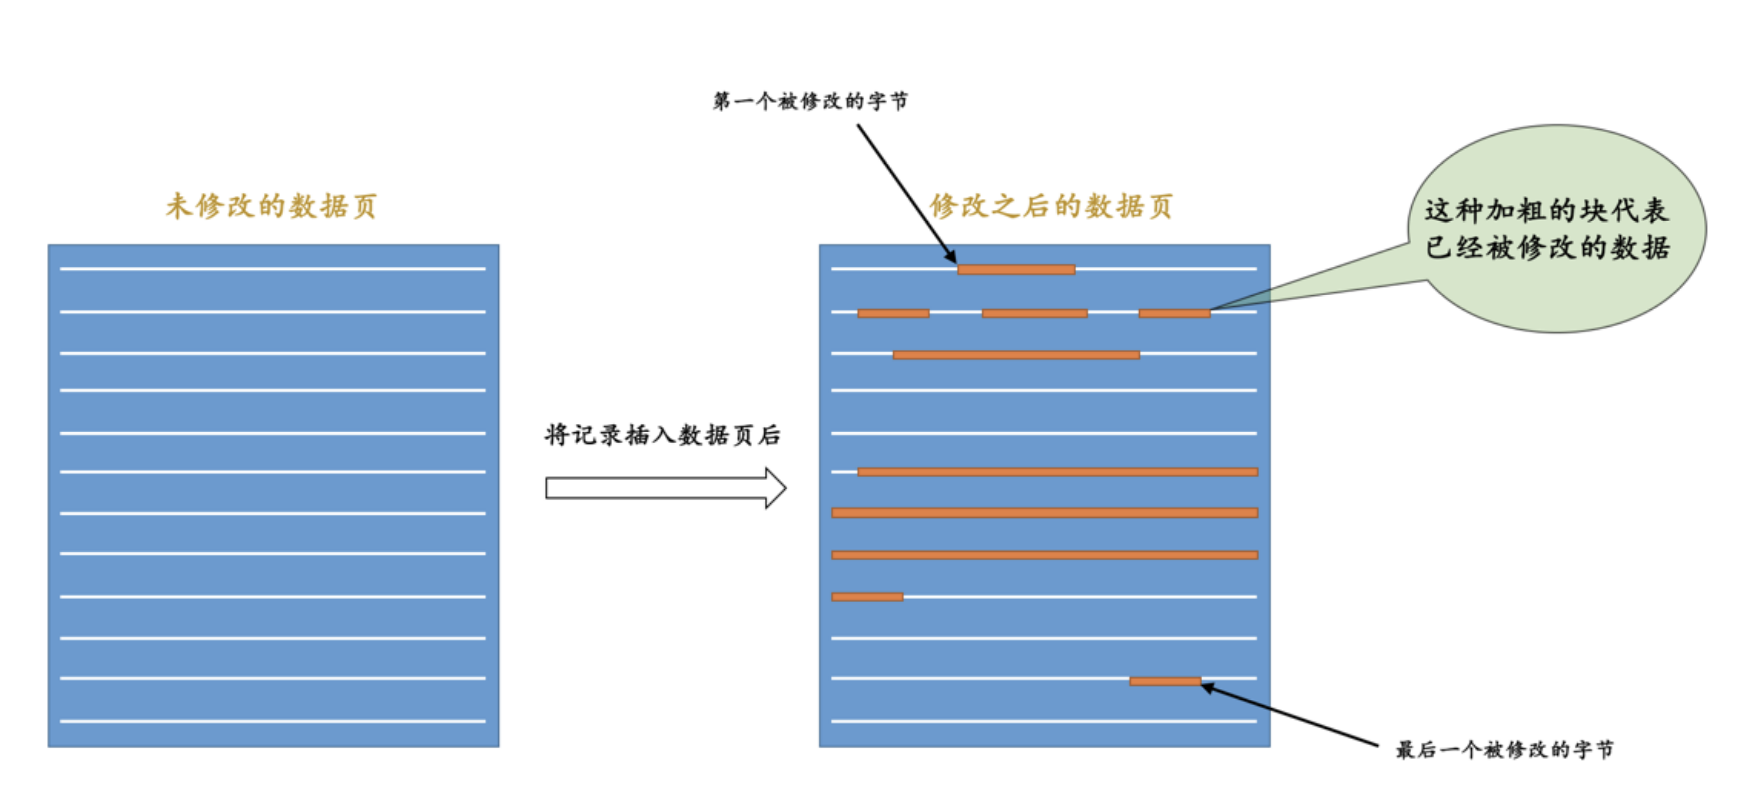 第一个被修改的字节
未修改的数据页
修改之后的数据页
这种加粗的块代表
已经被修改的数据
将记录插入数据页后
最后一个被修改的字节